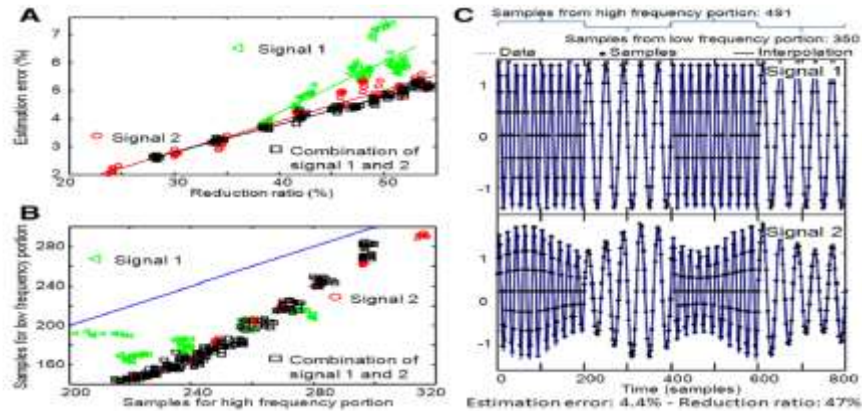 A
Estimation error (%)
7
6
5
4
3
2
Signal 1
Signal 2
Combination of
signal 1 and 2
20 30 40 50 60
Reduction ratio (%)
B
Samples for low frequency portion
280
240
200
160
Signal 1
Signal 2
Combination of
signal 1 and 2
200 240 280 320
Samples for high frequency portion
C
Samples from high frequency portion: 491
Samples from low frequency portion: 350
Data Samples Interpolation
Signal 1
1
0
-1
Signal 2
1
0
-1
0 200 400 600 800
Time (samples)
Estimation error: 4.4% - Reduction ratio: 47%